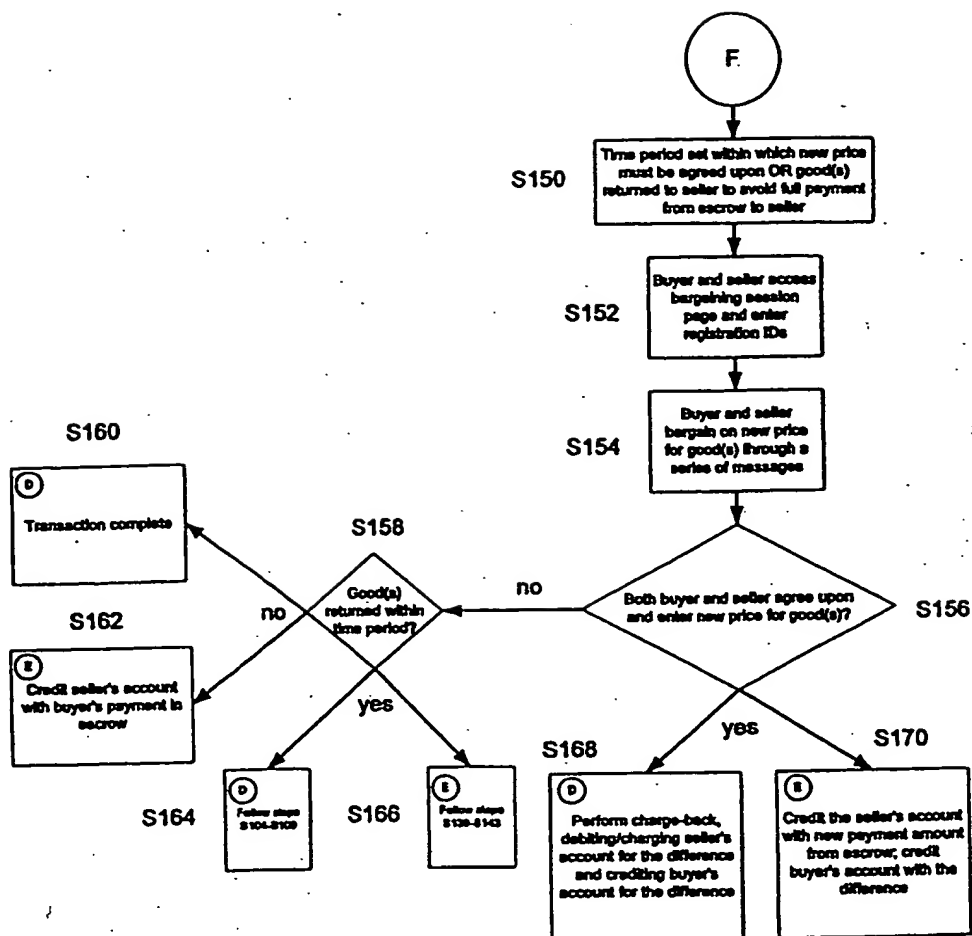 F
S150
Time period set within which new price
must be agreed upon OR good(s)
returned to seller to avoid full payment
from escrow to seller
S152
Buyer and seller access
bargaining session
page and enter
registration IDs
S154
Buyer and seller
bargain on new price
for good(s) through a
series of messages
S156
Both buyer and seller agree upon
and enter new price for good(s)?
no
yes
S158
Good(s)
returned within
time period?
no
yes
S160
D
Transaction complete
S162
E
Credit seller's account
with buyer's payment in
escrow
S164
D
Follow steps
S166
E
Follow steps
S168
D
Perform charge-back,
debiting/charging seller's
account for the difference
and crediting buyer's
account for the difference
S170
E
Credit the seller's account
with new payment amount
from escrow; credit
buyer's account with the
difference